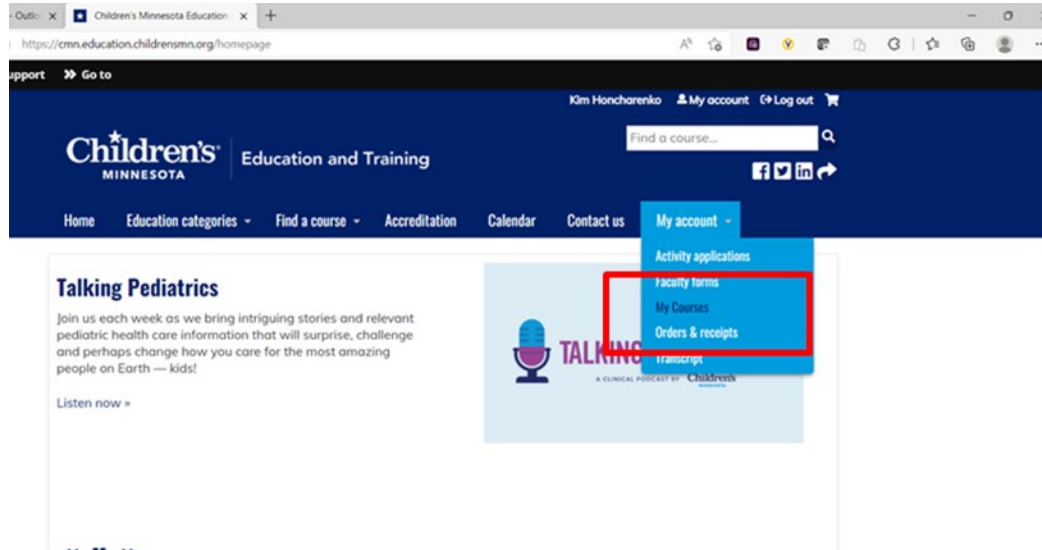 - Outlo
Children's Minnesota Education
https://cmn.education.childrensmn.org/homepage
upport Go to
Kim Honcharenko My account Log out
Children's MINNESOTA Education and Training
Find a course...
Home Education categories Find a course Accreditation Calendar Contact us My account
Activity applications
Faculty forms
My Courses
Orders & receipts
Transcript
Talking Pediatrics
Join us each week as we bring intriguing stories and relevant
pediatric health care information that will surprise, challenge
and perhaps change how you care for the most amazing
people on Earth — kids!
Listen now »
TALKING
A CLINICAL PODCAST BY Children's